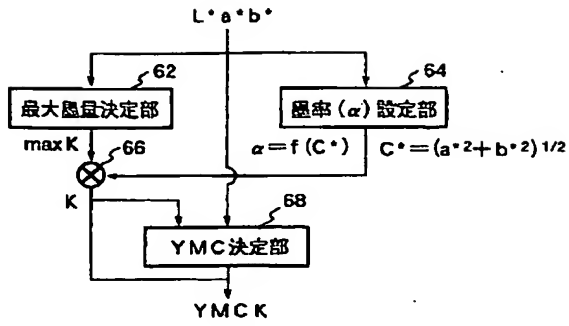 L*a*b*
62
64
最大墨量決定部
墨率(α)設定部
maxK
α=f(C*) C*=(a*2+b*2)1/2
66
K
68
YMC決定部
YMCK